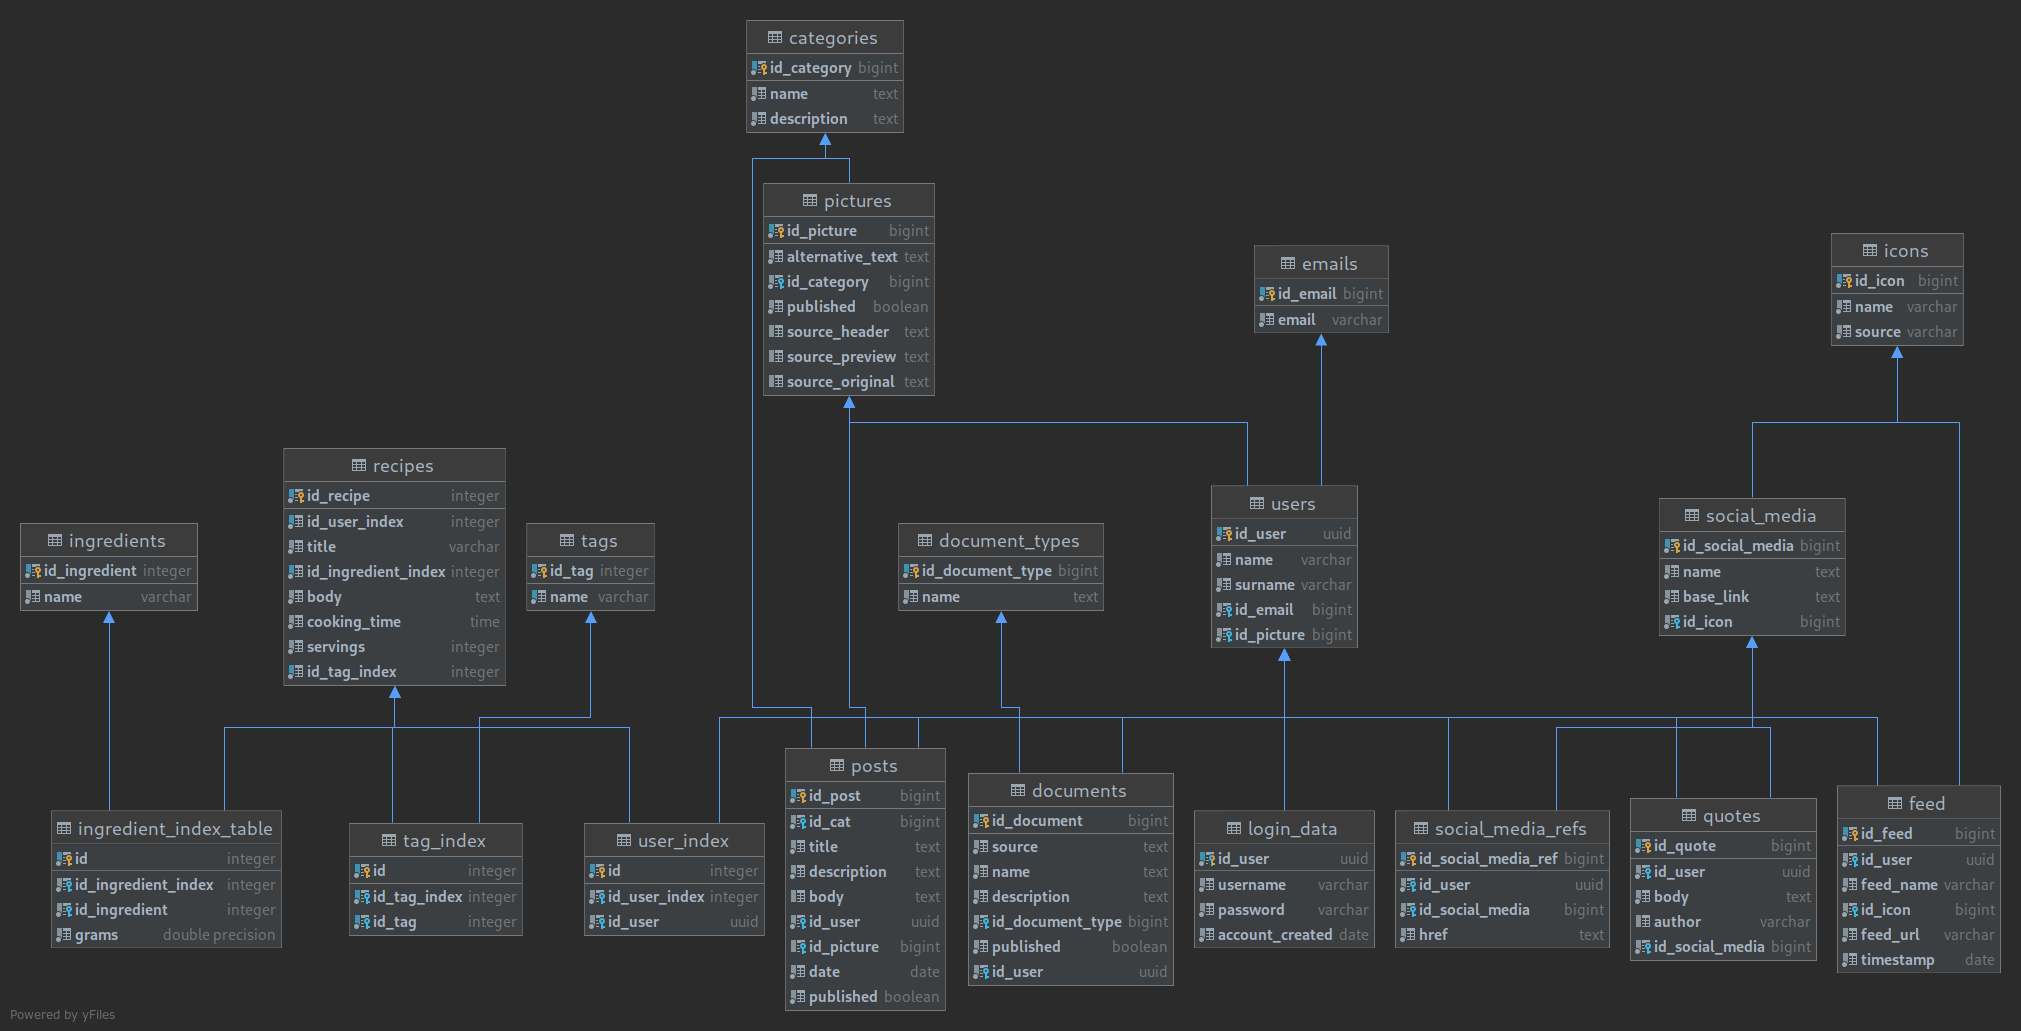 categories
id_category bigint
name text
description text
pictures
id_picture bigint
alternative_text text
id_category bigint
published boolean
source_header text
source_preview text
source_original text
emails
id_email bigint
email varchar
icons
id_icon bigint
name varchar
source varchar
recipes
id_recipe integer
id_user_index integer
title varchar
id_ingredient_index integer
body text
cooking_time time
servings integer
id_tag_index integer
ingredients
id_ingredient integer
name varchar
tags
id_tag integer
name varchar
document_types
id_document_type bigint
name text
users
id_user uuid
name varchar
surname varchar
id_email bigint
id_picture bigint
social_media
id_social_media bigint
name text
base_link text
id_icon bigint
ingredient_index_table
id integer
id_ingredient_index integer
id_ingredient integer
grams double precision
tag_index
id integer
id_tag_index integer
id_tag integer
user_index
id integer
id_user_index integer
id_user uuid
posts
id_post bigint
id_cat bigint
title text
description text
body text
id_user uuid
id_picture bigint
date date
published boolean
documents
id_document bigint
source text
name text
description text
id_document_type bigint
published boolean
id_user uuid
login_data
id_user uuid
username varchar
password varchar
account_created date
social_media_refs
id_social_media_ref bigint
id_user uuid
id_social_media bigint
href text
quotes
id_quote bigint
id_user uuid
body text
author varchar
id_social_media bigint
feed
id_feed bigint
id_user uuid
feed_name varchar
id_icon bigint
feed_url varchar
timestamp date
Powered by yFiles